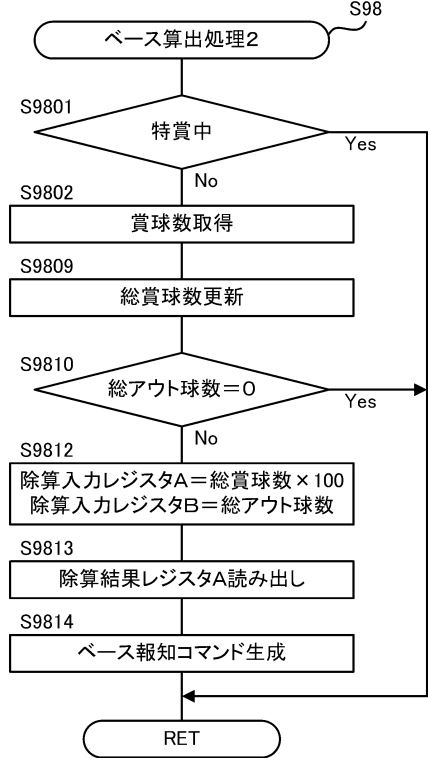 S98
ベース算出処理2
S9801
特賞中
Yes
No
S9802
賞球数取得
S9809
総賞球数更新
S9810
総アウト球数=0
Yes
No
S9812
除算入力レジスタA=総賞球数×100
除算入力レジスタB=総アウト球数
S9813
除算結果レジスタA読み出し
S9814
ベース報知コマンド生成
RET